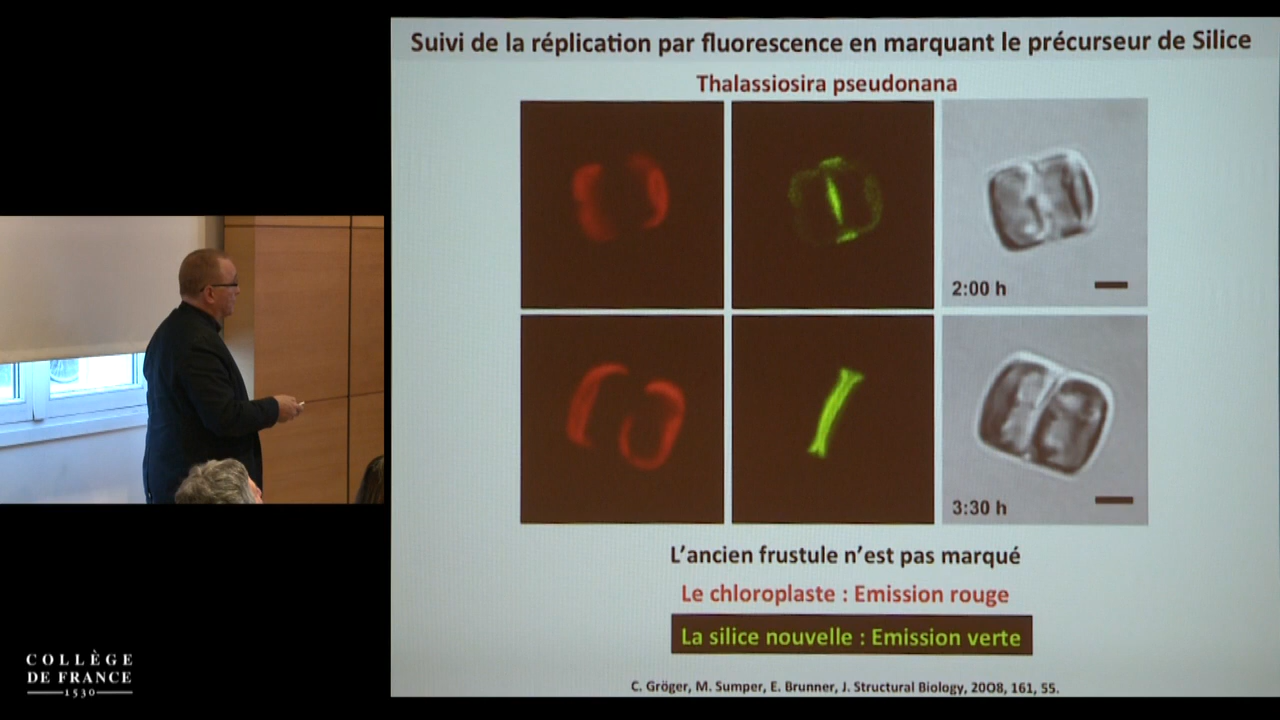 Suivi de la réplication par fluorescence en marquant le précurseur de Silice
Thalassiosira pseudonana
2:00 h
3:30 h
L'ancien frustule n'est pas marqué
Le chloroplaste : Emission rouge
La silice nouvelle : Emission verte
C. Gröger, M. Sumper, E. Brunner, J. Structural Biology, 2008, 161, 55.
COLLÈGE
DE FRANCE
1530